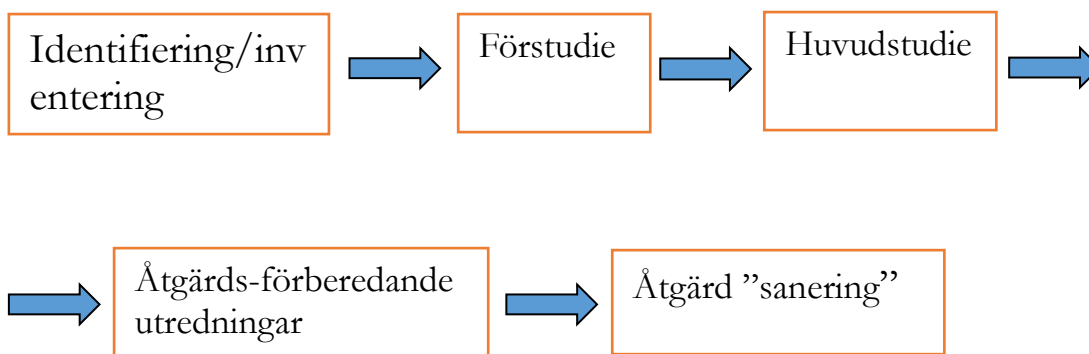 Identifiering/inv
entering
Förstudie
Huvudstudie
Åtgärds-förberedande
utredningar
Åtgärd ”sanering”